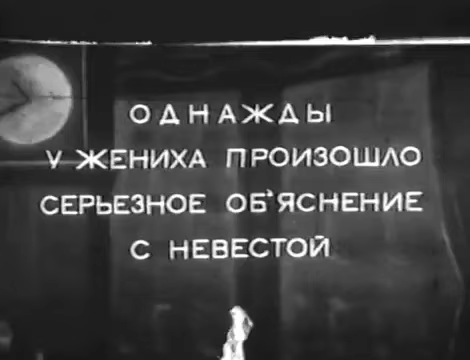 ОДНАЖДЫ
У ЖЕНИХА ПРОИЗОШЛО
СЕРЬЕЗНОЕ ОБ'ЯСНЕНИЕ
С НЕВЕСТОЙ